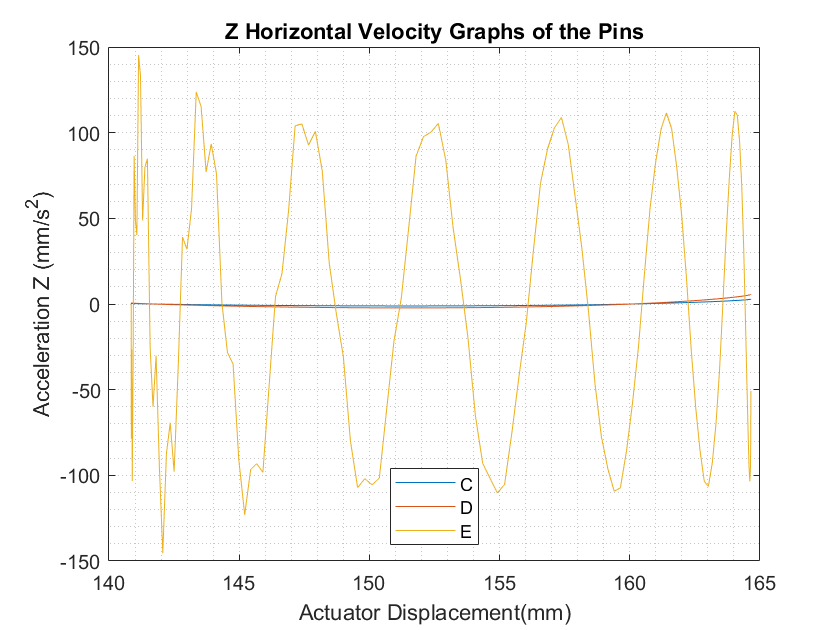 Z Horizontal Velocity Graphs of the Pins
150
100
50
0
-50
-100
-150
Acceleration Z (mm/s²)
C
D
E
140 145 150 155 160 165
Actuator Displacement(mm)